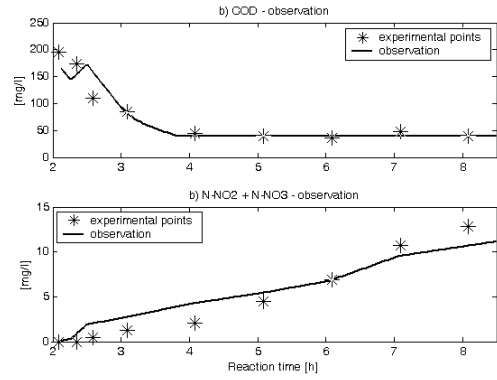 b) COD - observation
250
200
150
100
50
0
[mg/l]
experimental points
observation
2 3 4 5 6 7 8
b) N-NO2 + N-NO3 - observation
15
10
5
0
[mg/l]
experimental points
observation
2 3 4 5 6 7 8
Reaction time [h]